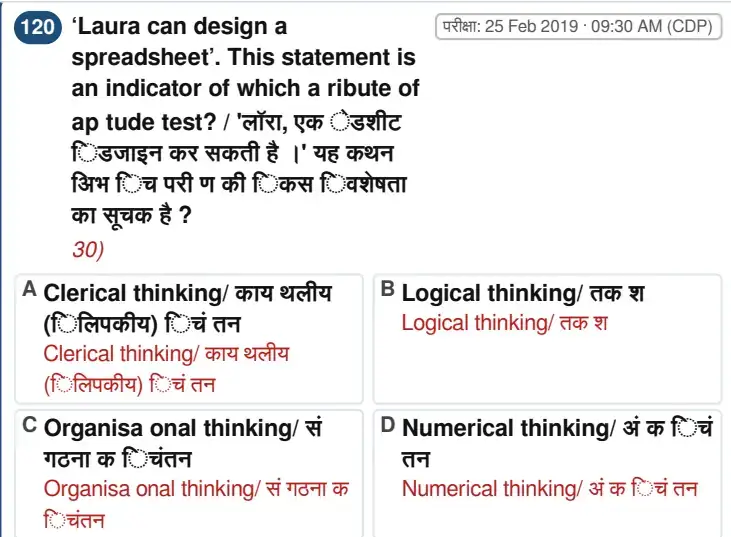 120 ‘Laura can design a
परीक्षा: 25 Feb 2019 · 09:30 AM (CDP)
spreadsheet’. This statement is
an indicator of which a ribute of
ap tude test? / 'लॉरा, एक ेडशीट
िडजाइन कर सकती है ।' यह कथन
अिभ िच परी ण की िकस िवशेषता
का सूचक है ?
30)
A Clerical thinking/ काय थलीय
(िलिपकीय) िचं तन
Clerical thinking/ काय थलीय
(िलिपकीय) िचं तन
B Logical thinking/ तक श
Logical thinking/ तक श
C Organisa onal thinking/ सं
गठना क िचंतन
Organisa onal thinking/ सं गठना क
िचंतन
D Numerical thinking/ अं क िचं
तन
Numerical thinking/ अं क िचं तन